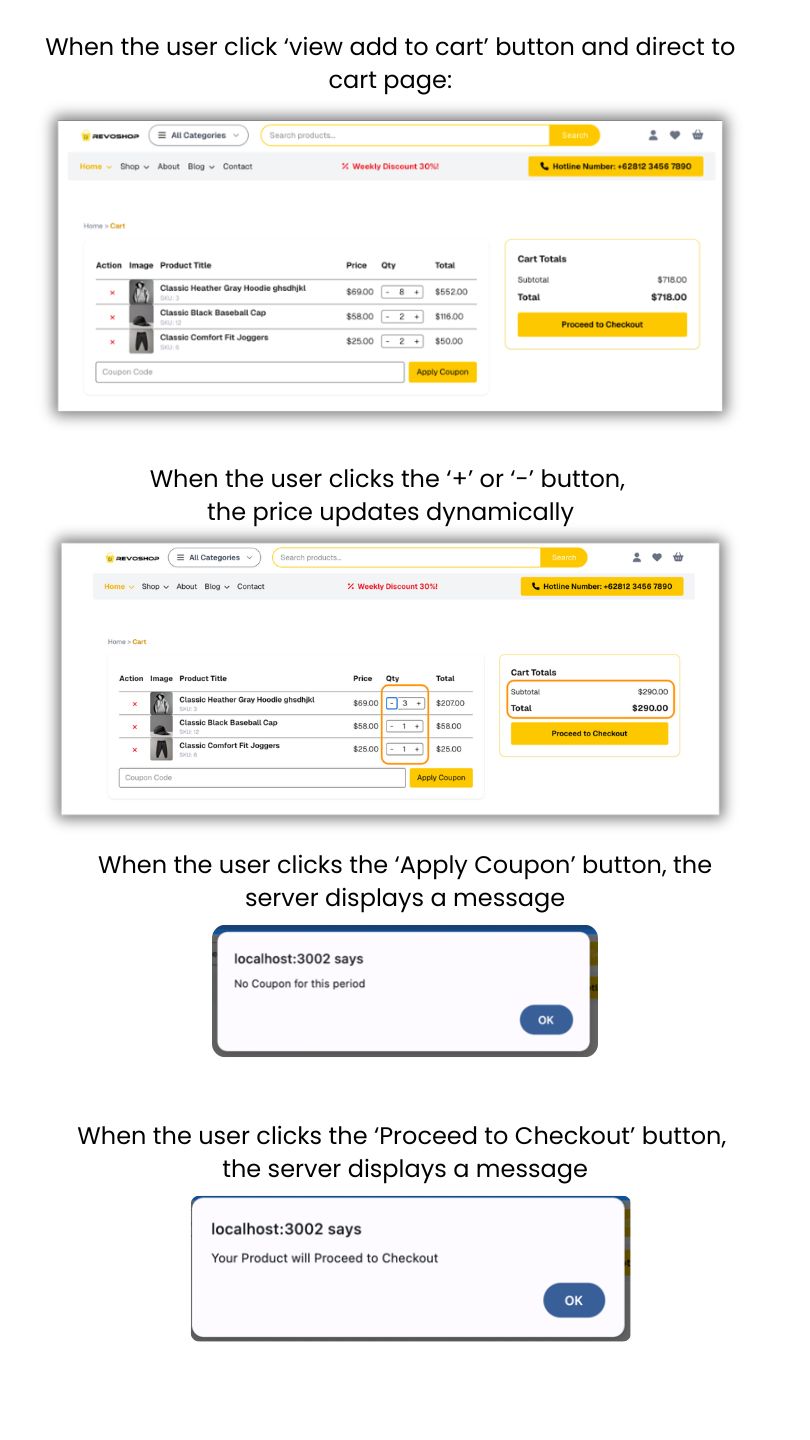 When the user click ‘view add to cart’ button and direct to
cart page:
REVOSHOP All Categories Search products... Search
Home Shop About Blog Contact % Weekly Discount 30%! Hotline Number: +62812 3456 7890
Home > Cart
Action Image Product Title Price Qty Total
Classic Heather Gray Hoodie ghsdhjkl $69.00 - 8 + $552.00
SKU: 3
Classic Black Baseball Cap $58.00 - 2 + $116.00
SKU: 12
Classic Comfort Fit Joggers $25.00 - 2 + $50.00
SKU: 6
Coupon Code Apply Coupon
Cart Totals
Subtotal $718.00
Total $718.00
Proceed to Checkout
When the user clicks the ‘+’ or ‘-’ button,
the price updates dynamically
REVOSHOP All Categories Search products... Search
Home Shop About Blog Contact % Weekly Discount 30%! Hotline Number: +62812 3456 7890
Home > Cart
Action Image Product Title Price Qty Total
Classic Heather Gray Hoodie ghsdhjkl $69.00 - 3 + $207.00
SKU: 3
Classic Black Baseball Cap $58.00 - 1 + $58.00
SKU: 12
Classic Comfort Fit Joggers $25.00 - 1 + $25.00
SKU: 6
Coupon Code Apply Coupon
Cart Totals
Subtotal $290.00
Total $290.00
Proceed to Checkout
When the user clicks the ‘Apply Coupon’ button, the
server displays a message
localhost:3002 says
No Coupon for this period
OK
When the user clicks the ‘Proceed to Checkout’ button,
the server displays a message
localhost:3002 says
Your Product will Proceed to Checkout
OK